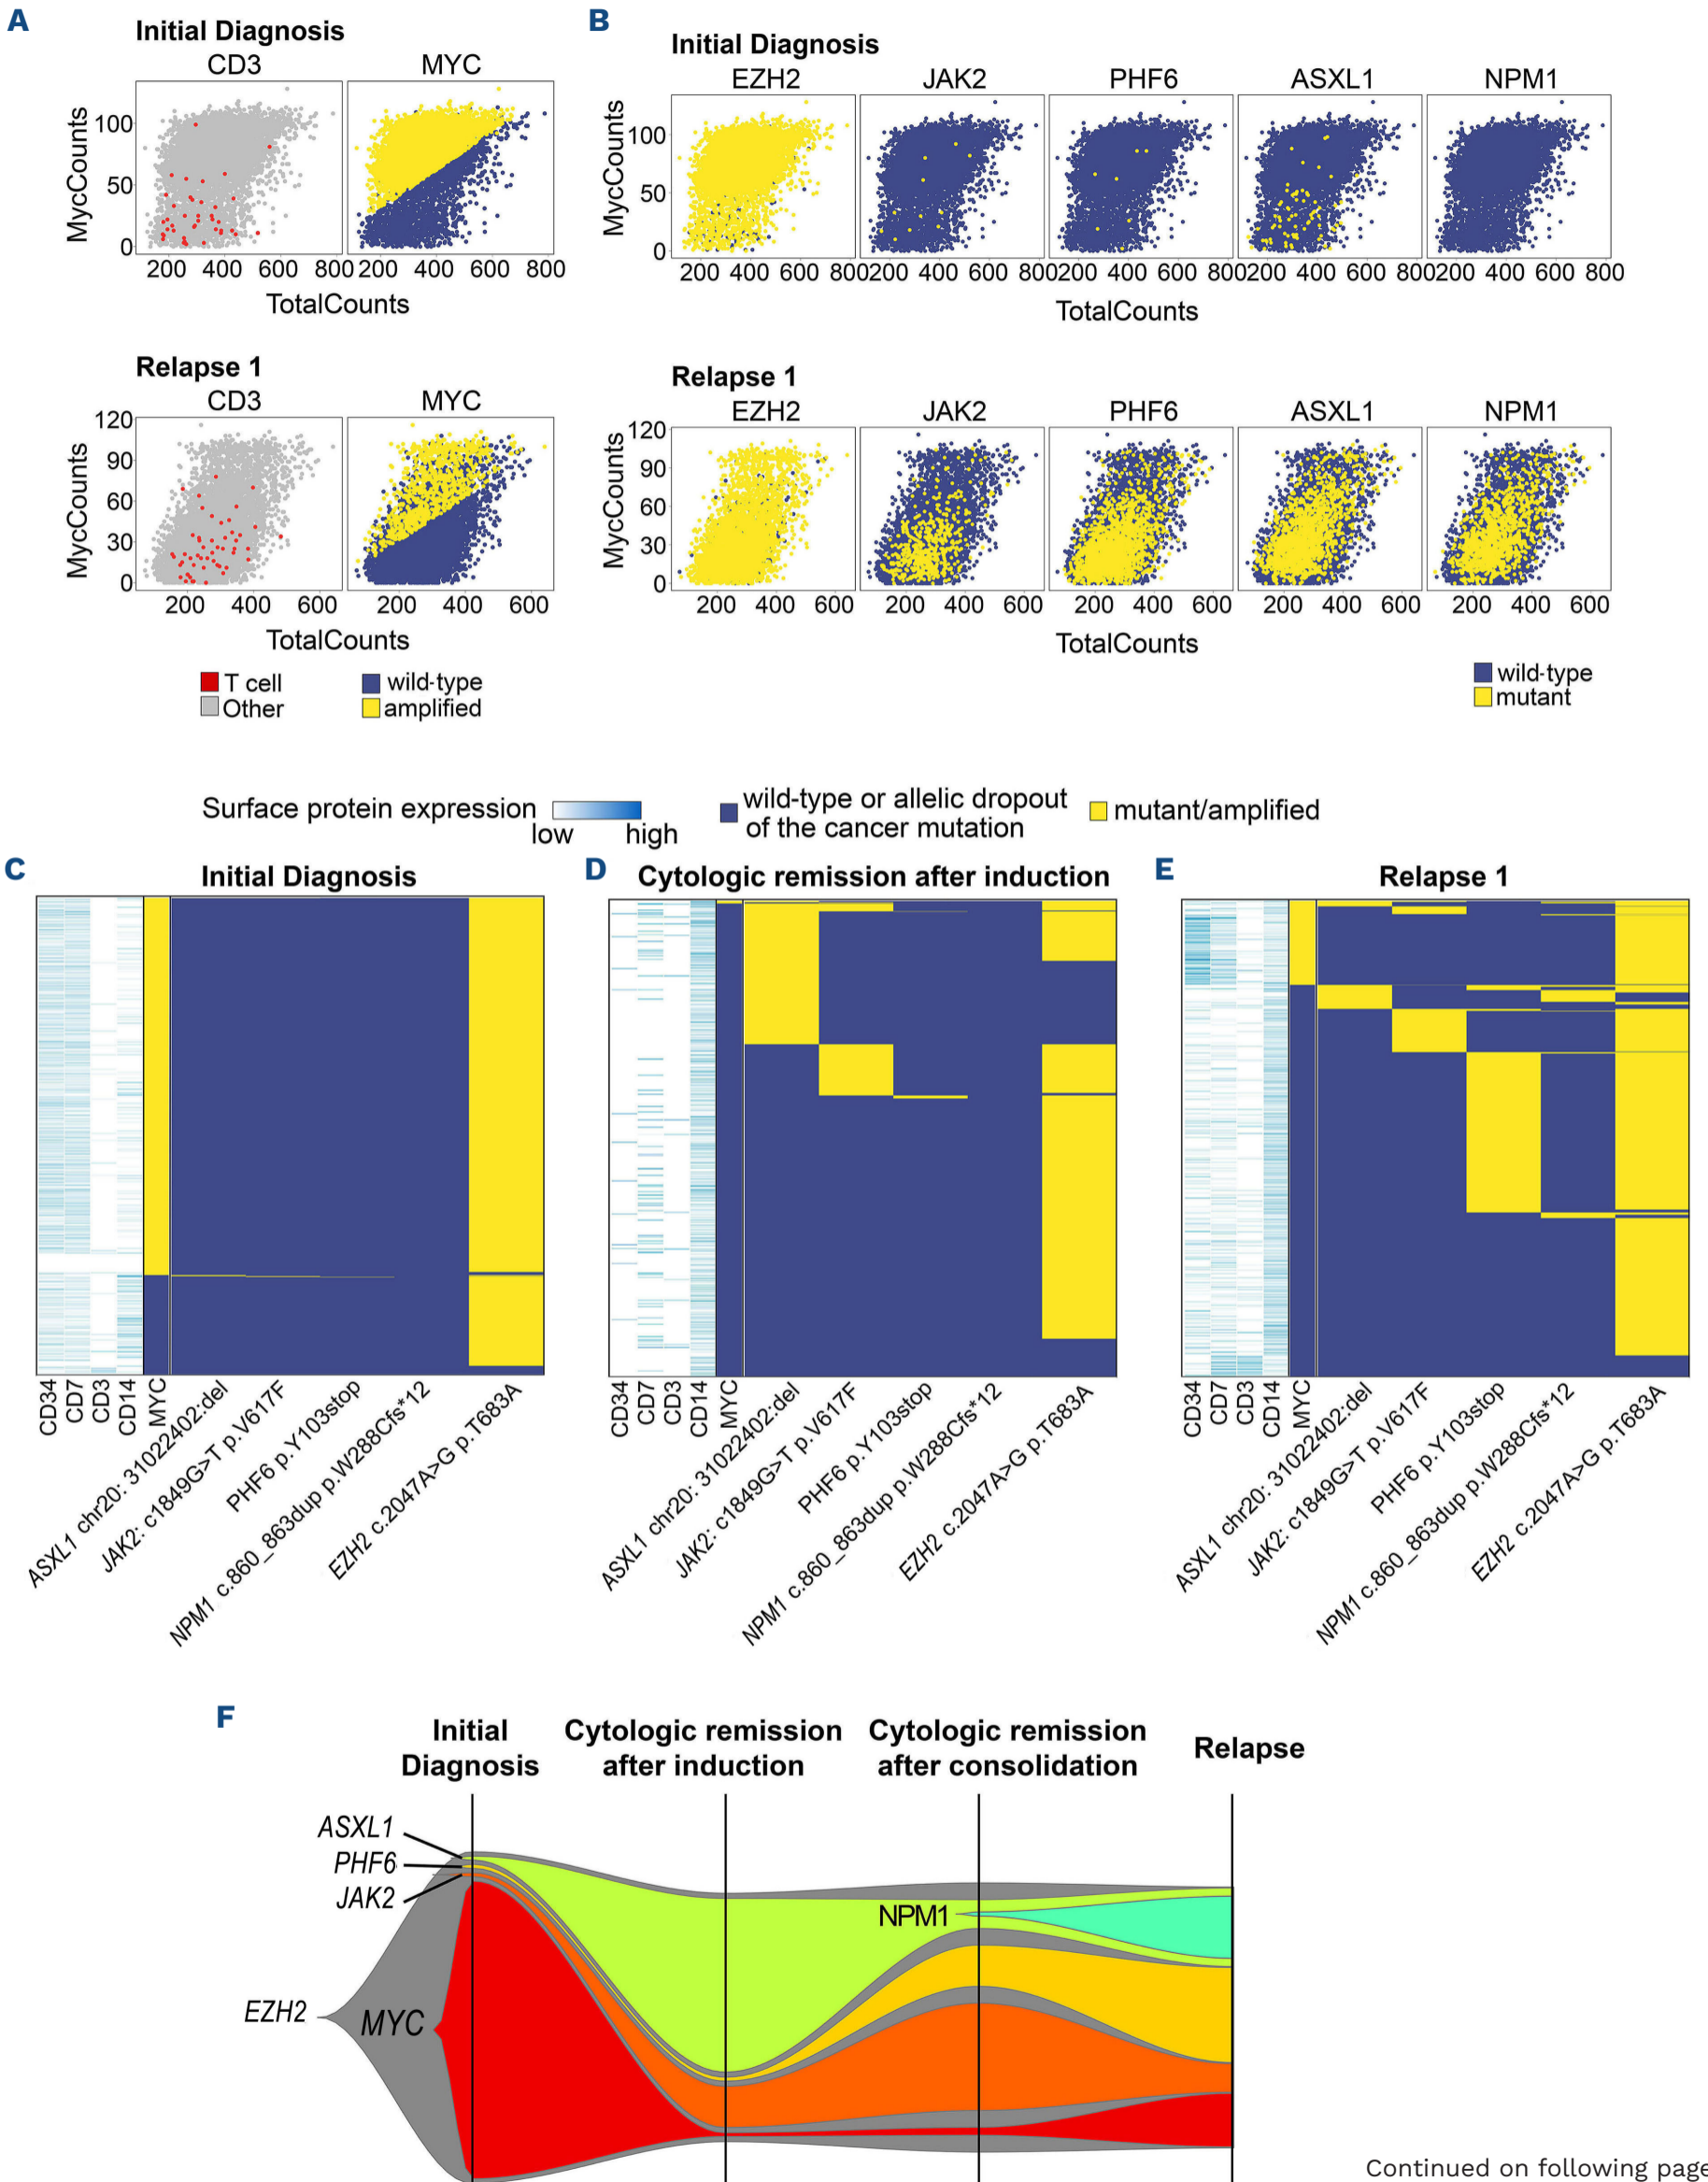 A
B
Initial Diagnosis
CD3 MYC
MycCounts
100
50
0
200 400 600 800 200 400 600 800
TotalCounts
Initial Diagnosis
EZH2 JAK2 PHF6 ASXL1 NPM1
MycCounts
100
50
0
200 400 600 800 200 400 600 800 200 400 600 800 200 400 600 800 200 400 600 800
TotalCounts
Relapse 1
CD3 MYC
MycCounts
120
90
60
30
0
200 400 600 200 400 600
TotalCounts
T cell
Other
wild-type
amplified
Relapse 1
EZH2 JAK2 PHF6 ASXL1 NPM1
MycCounts
120
90
60
30
0
200 400 600 200 400 600 200 400 600 200 400 600 200 400 600
TotalCounts
wild-type
mutant
Surface protein expression
low high
wild-type or allelic dropout
of the cancer mutation
mutant/amplified
C
Initial Diagnosis
CD34
CD7
CD3
CD14
MYC
ASXL1 chr20: 31022402:del
JAK2: c1849G>T p.V617F
PHF6 p.Y103stop
NPM1 c.860_863dup p.W288Cfs*12
EZH2 c.2047A>G p.T683A
D
Cytologic remission after induction
CD34
CD7
CD3
CD14
MYC
ASXL1 chr20: 31022402:del
JAK2: c1849G>T p.V617F
PHF6 p.Y103stop
NPM1 c.860_863dup p.W288Cfs*12
EZH2 c.2047A>G p.T683A
E
Relapse 1
CD34
CD7
CD3
CD14
MYC
ASXL1 chr20: 31022402:del
JAK2: c1849G>T p.V617F
PHF6 p.Y103stop
NPM1 c.860_863dup p.W288Cfs*12
EZH2 c.2047A>G p.T683A
F
Initial
Diagnosis
Cytologic remission
after induction
Cytologic remission
after consolidation
Relapse
ASXL1
PHF6
JAK2
NPM1
EZH2
MYC
Continued on following page